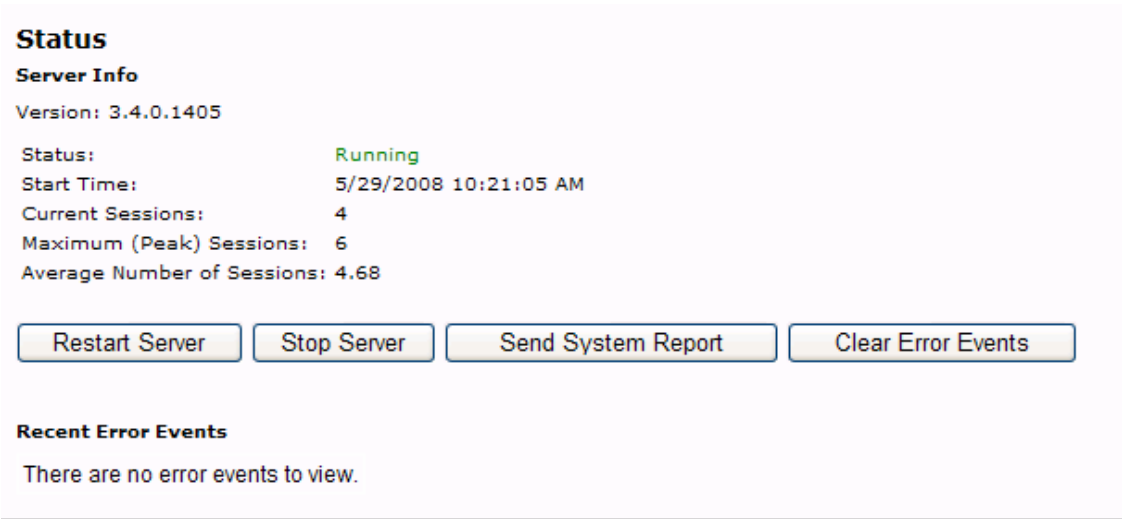 Status
Server Info
Version: 3.4.0.1405
Status: Running
Start Time: 5/29/2008 10:21:05 AM
Current Sessions: 4
Maximum (Peak) Sessions: 6
Average Number of Sessions: 4.68
Restart Server Stop Server Send System Report Clear Error Events
Recent Error Events
There are no error events to view.